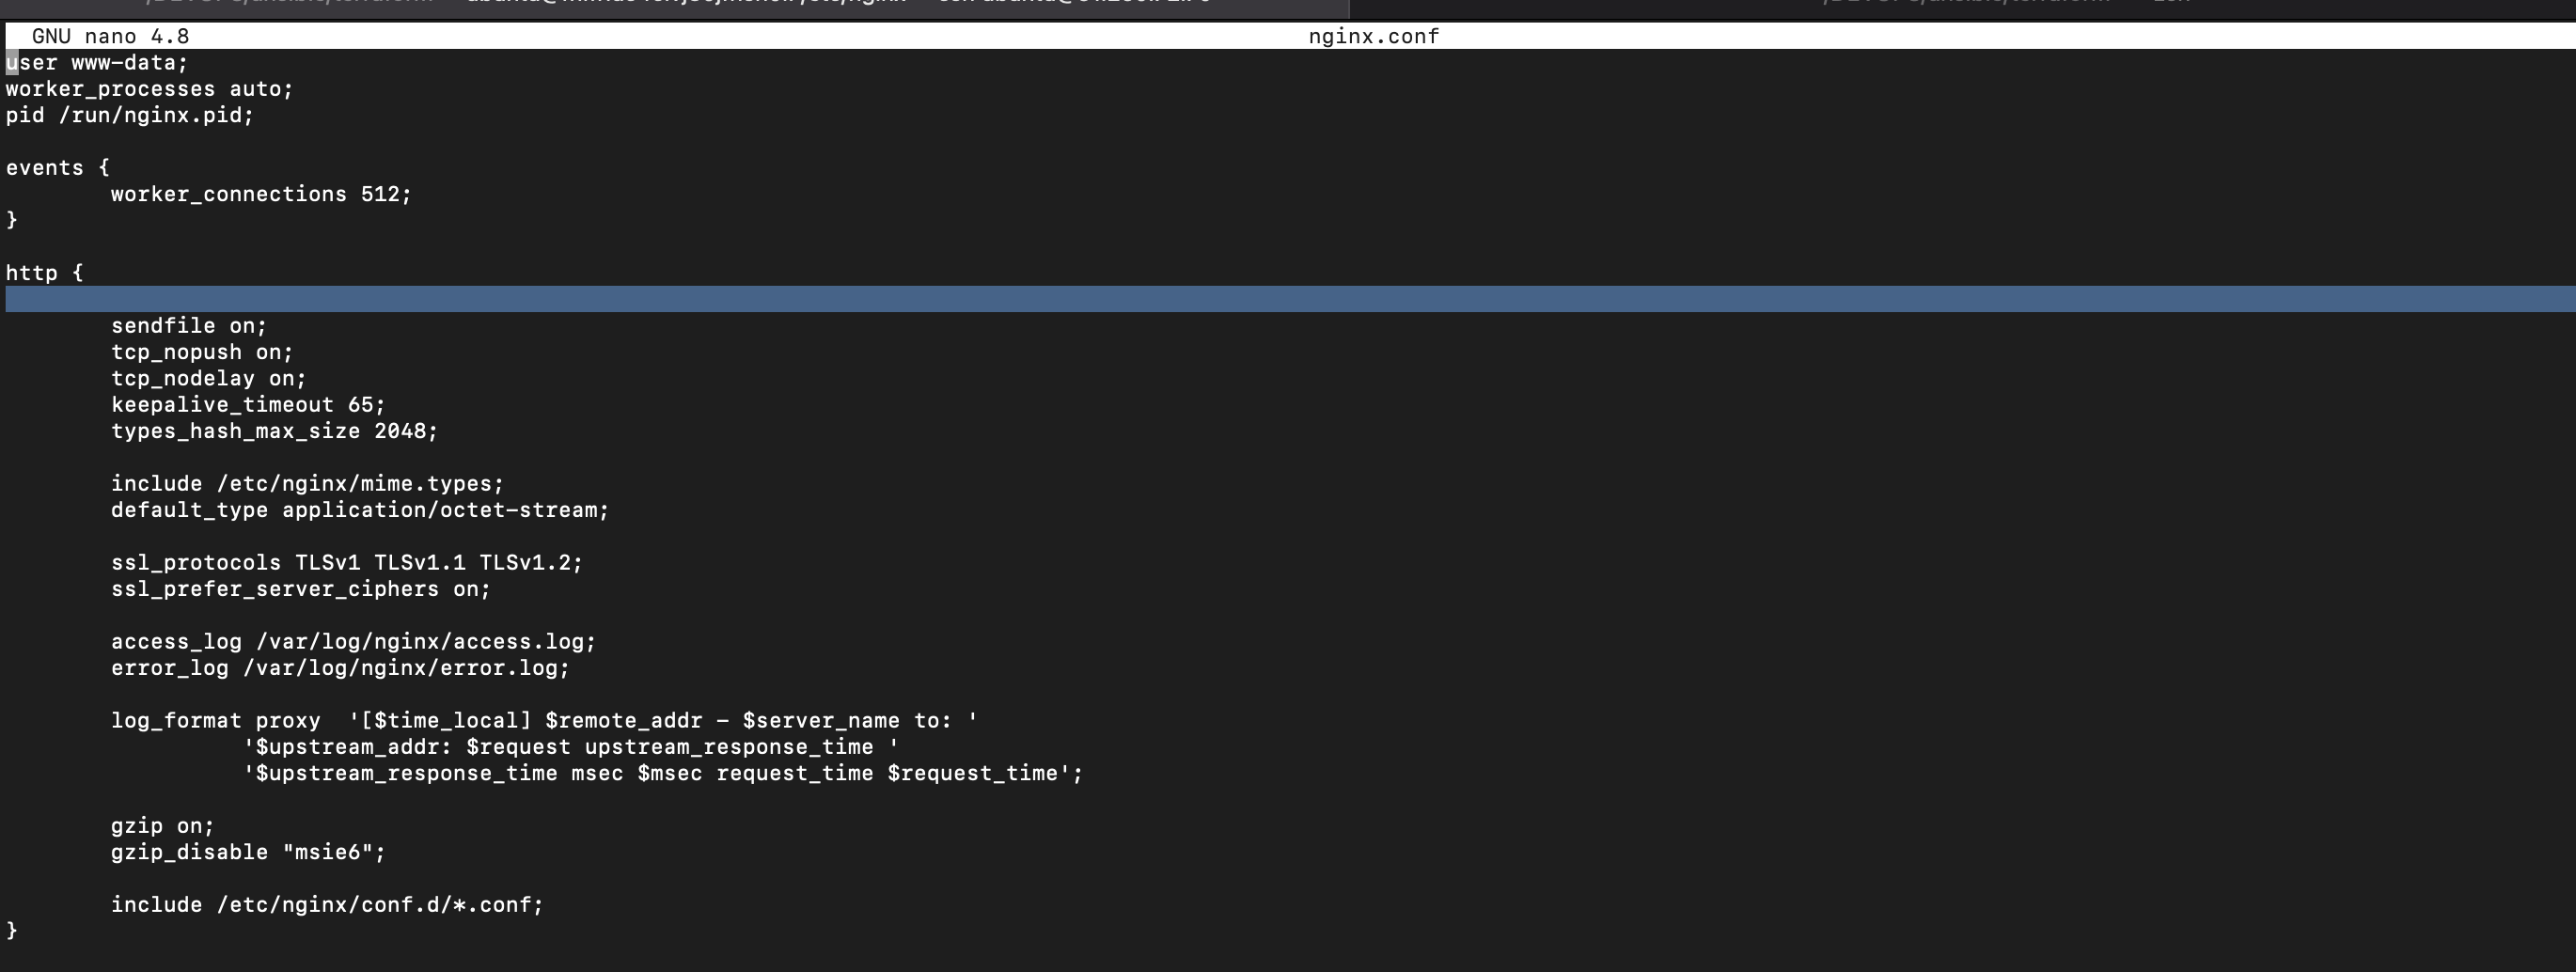 GNU nano 4.8 nginx.conf
user www-data;
worker_processes auto;
pid /run/nginx.pid;
events {
worker_connections 512;
}
http {
sendfile on;
tcp_nopush on;
tcp_nodelay on;
keepalive_timeout 65;
types_hash_max_size 2048;
include /etc/nginx/mime.types;
default_type application/octet-stream;
ssl_protocols TLSv1 TLSv1.1 TLSv1.2;
ssl_prefer_server_ciphers on;
access_log /var/log/nginx/access.log;
error_log /var/log/nginx/error.log;
log_format proxy  '[$time_local] $remote_addr - $server_name to: '
'$upstream_addr: $request upstream_response_time '
'$upstream_response_time msec $msec request_time $request_time';
gzip on;
gzip_disable "msie6";
include /etc/nginx/conf.d/*.conf;
}